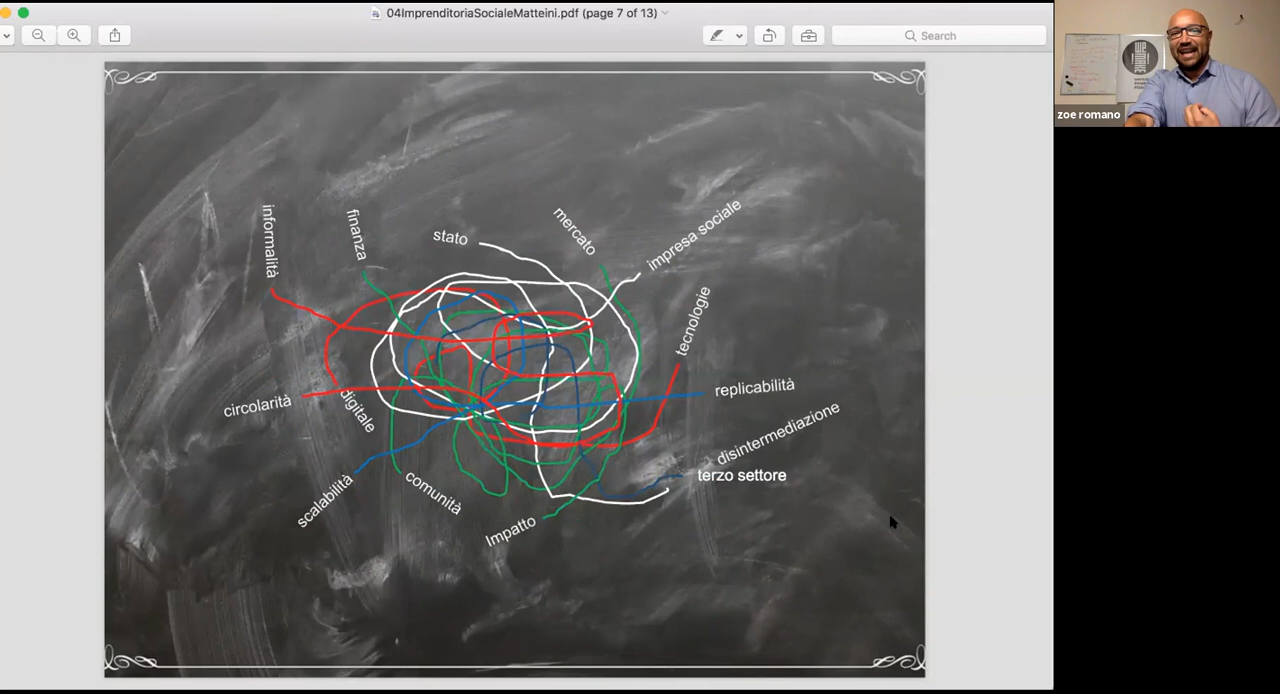 04ImprenditoriaSocialeMatteini.pdf (page 7 of 13)
Search
zoe romano
informalità
finanza
stato
mercato
impresa sociale
tecnologie
replicabilità
circolarità
digitale
disintermediazione
terzo settore
scalabilità
comunità
Impatto